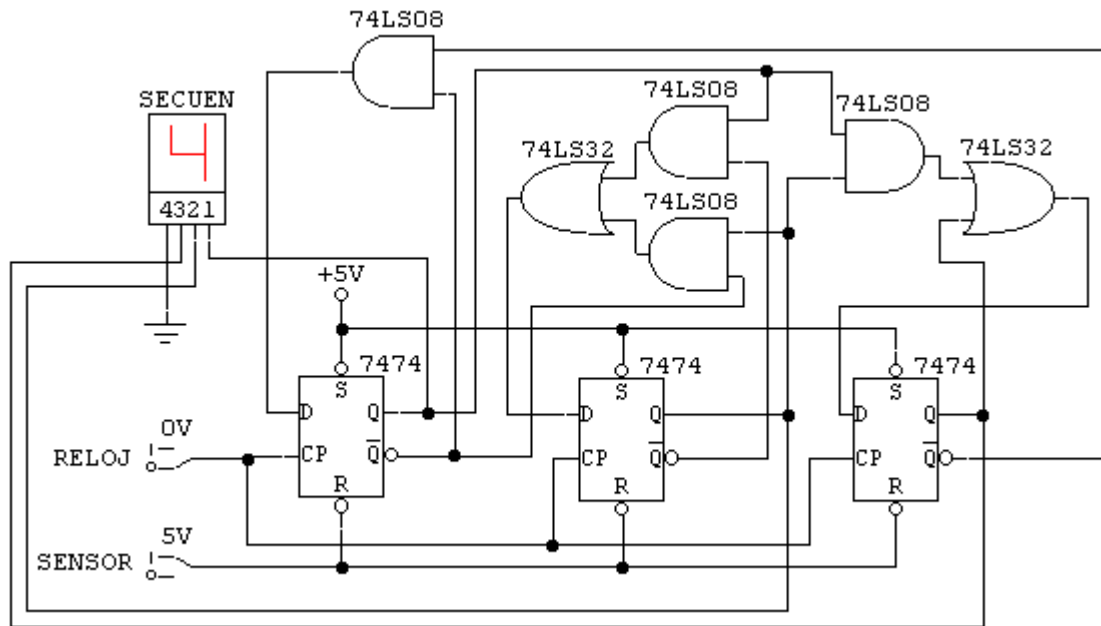 74LS08
SECUEN
74LS08
74LS08
74LS32
74LS32
4
74LS08
4321
+5V
7474
7474
7474
S
S
S
D
Q
D
Q
D
Q
0V
RELOJ
CP
Q
CP
Q
CP
Q
R
R
R
5V
SENSOR